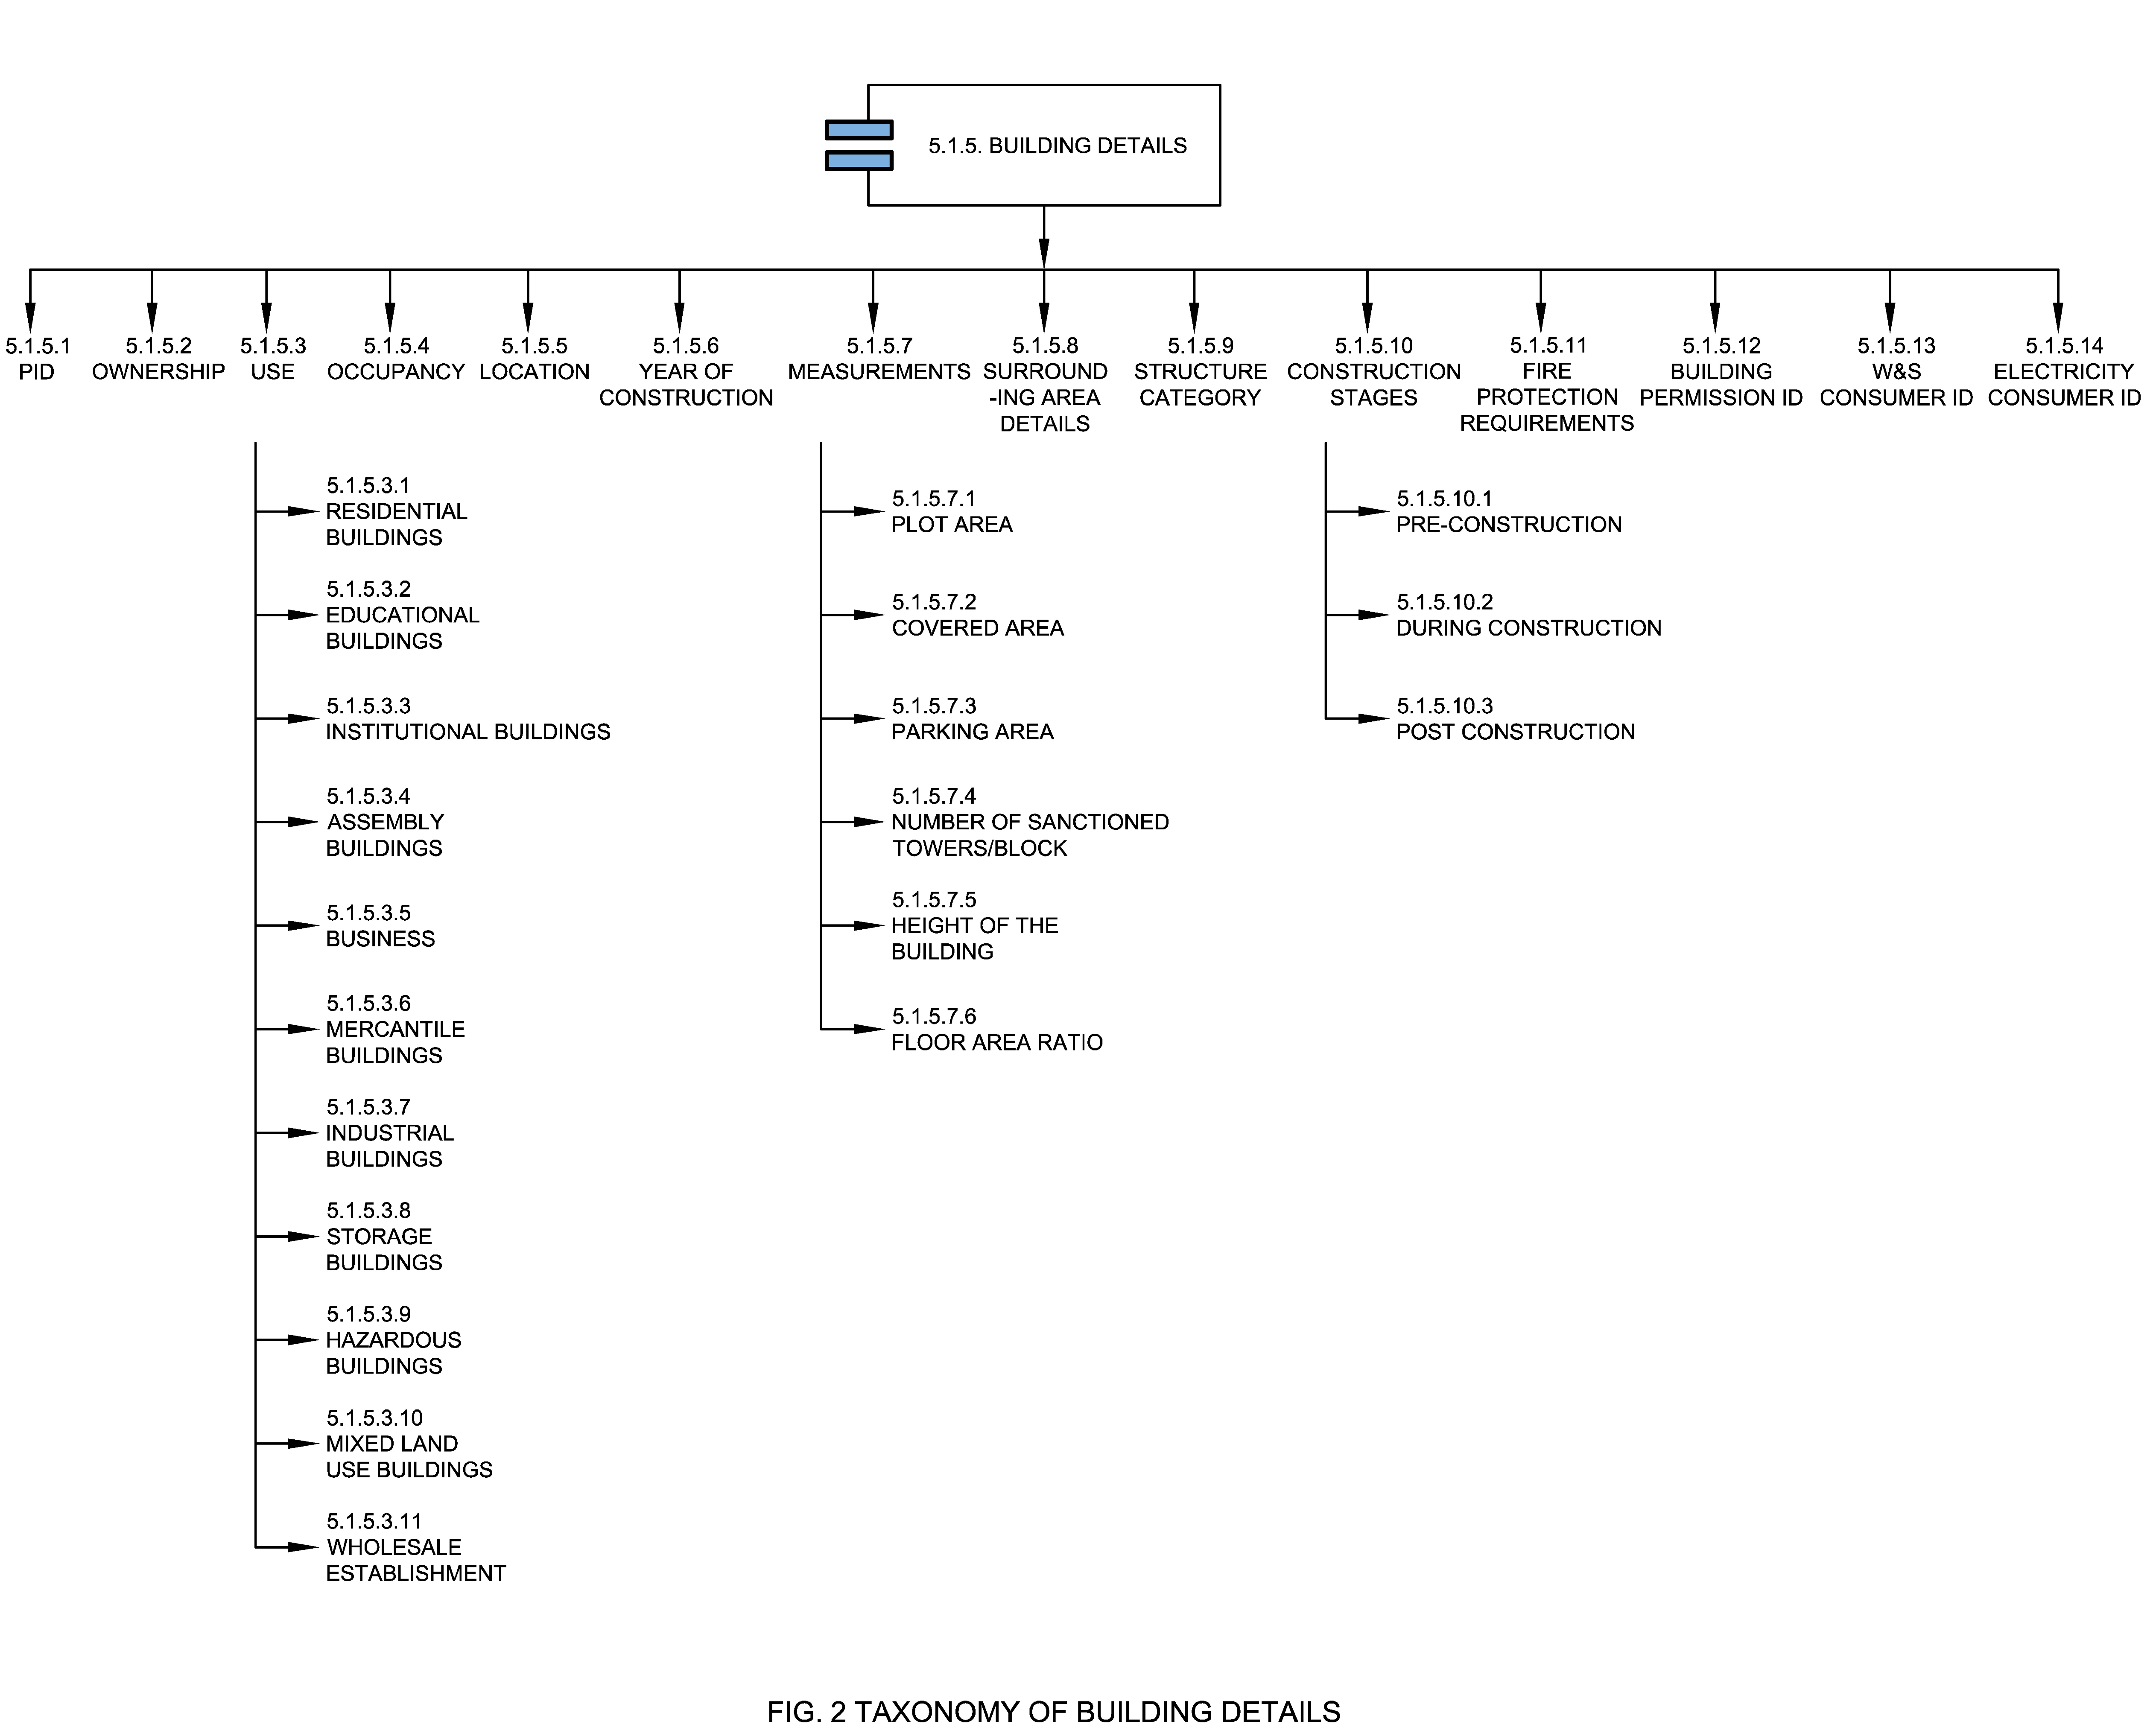 5.1.5. BUILDING DETAILS
5.1.5.1
PID
5.1.5.2
OWNERSHIP
5.1.5.3
USE
5.1.5.4
OCCUPANCY
5.1.5.5
LOCATION
5.1.5.6
YEAR OF
CONSTRUCTION
5.1.5.7
MEASUREMENTS
5.1.5.8
SURROUND
-ING AREA
DETAILS
5.1.5.9
STRUCTURE
CATEGORY
5.1.5.10
CONSTRUCTION
STAGES
5.1.5.11
FIRE
PROTECTION
REQUIREMENTS
5.1.5.12
BUILDING
PERMISSION ID
5.1.5.13
W&S
CONSUMER ID
5.1.5.14
ELECTRICITY
CONSUMER ID
5.1.5.3.1
RESIDENTIAL
BUILDINGS
5.1.5.3.2
EDUCATIONAL
BUILDINGS
5.1.5.3.3
INSTITUTIONAL BUILDINGS
5.1.5.3.4
ASSEMBLY
BUILDINGS
5.1.5.3.5
BUSINESS
5.1.5.3.6
MERCANTILE
BUILDINGS
5.1.5.3.7
INDUSTRIAL
BUILDINGS
5.1.5.3.8
STORAGE
BUILDINGS
5.1.5.3.9
HAZARDOUS
BUILDINGS
5.1.5.3.10
MIXED LAND
USE BUILDINGS
5.1.5.3.11
WHOLESALE
ESTABLISHMENT
5.1.5.7.1
PLOT AREA
5.1.5.7.2
COVERED AREA
5.1.5.7.3
PARKING AREA
5.1.5.7.4
NUMBER OF SANCTIONED
TOWERS/BLOCK
5.1.5.7.5
HEIGHT OF THE
BUILDING
5.1.5.7.6
FLOOR AREA RATIO
5.1.5.10.1
PRE-CONSTRUCTION
5.1.5.10.2
DURING CONSTRUCTION
5.1.5.10.3
POST CONSTRUCTION
FIG. 2 TAXONOMY OF BUILDING DETAILS